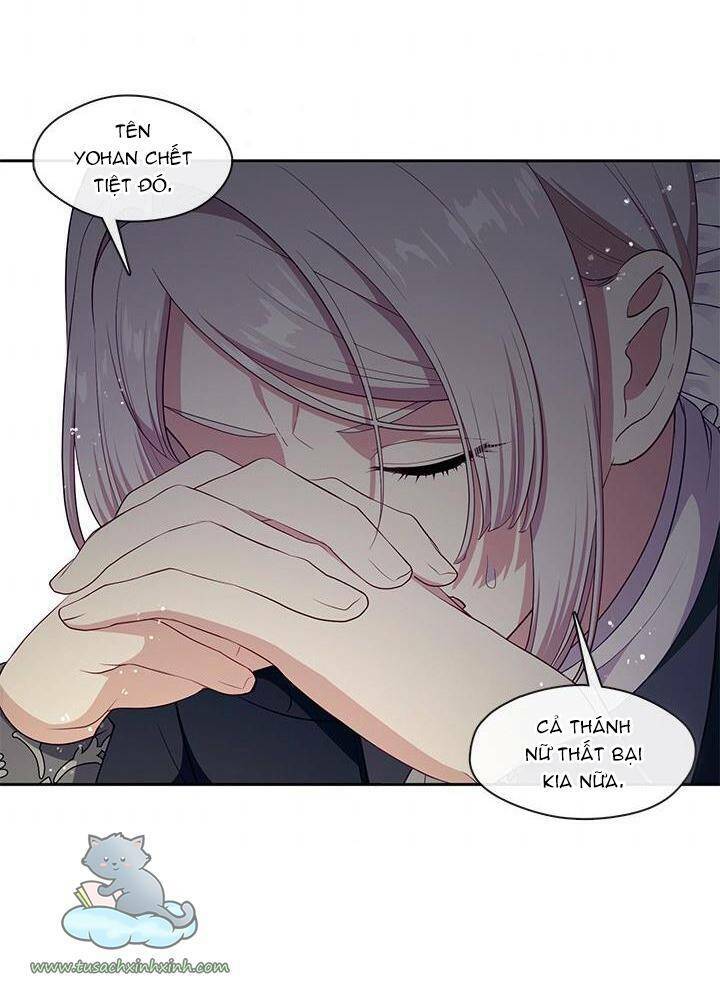 TÊN
YOHAN CHẾT
TIỆT ĐÓ,
CẢ THÁNH
NỮ THẤT BẠI
KIA NỮA.
www.tusachxinhxinh.com